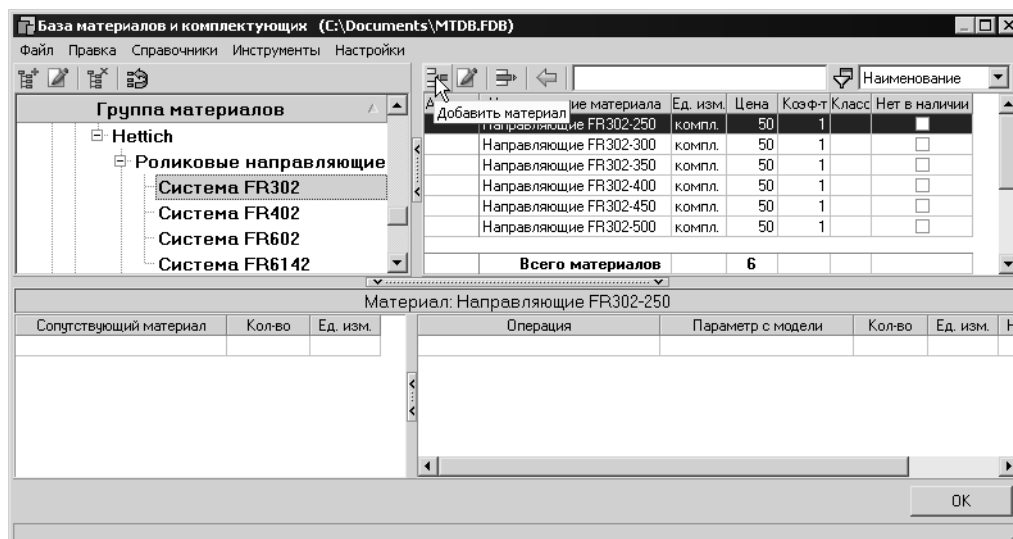 База материалов и комплектующих (C:\Documents\MTDB.FDB)
Файл Правка Справочники Инструменты Настройки
Наименование
Группа материалов
Hettich
Роликовые направляющие
Система FR302
Система FR402
Система FR602
Система FR6142
Добавить материал
материала Ед. изм. Цена Коэф-т Класс Нет в наличии
Направляющие FR302-250 компл. 50 1
Направляющие FR302-300 компл. 50 1
Направляющие FR302-350 компл. 50 1
Направляющие FR302-400 компл. 50 1
Направляющие FR302-450 компл. 50 1
Направляющие FR302-500 компл. 50 1
Всего материалов 6
Материал: Направляющие FR302-250
Сопутствующий материал Кол-во Ед. изм.
Операция Параметр с модели Кол-во Ед. изм. Н
OK